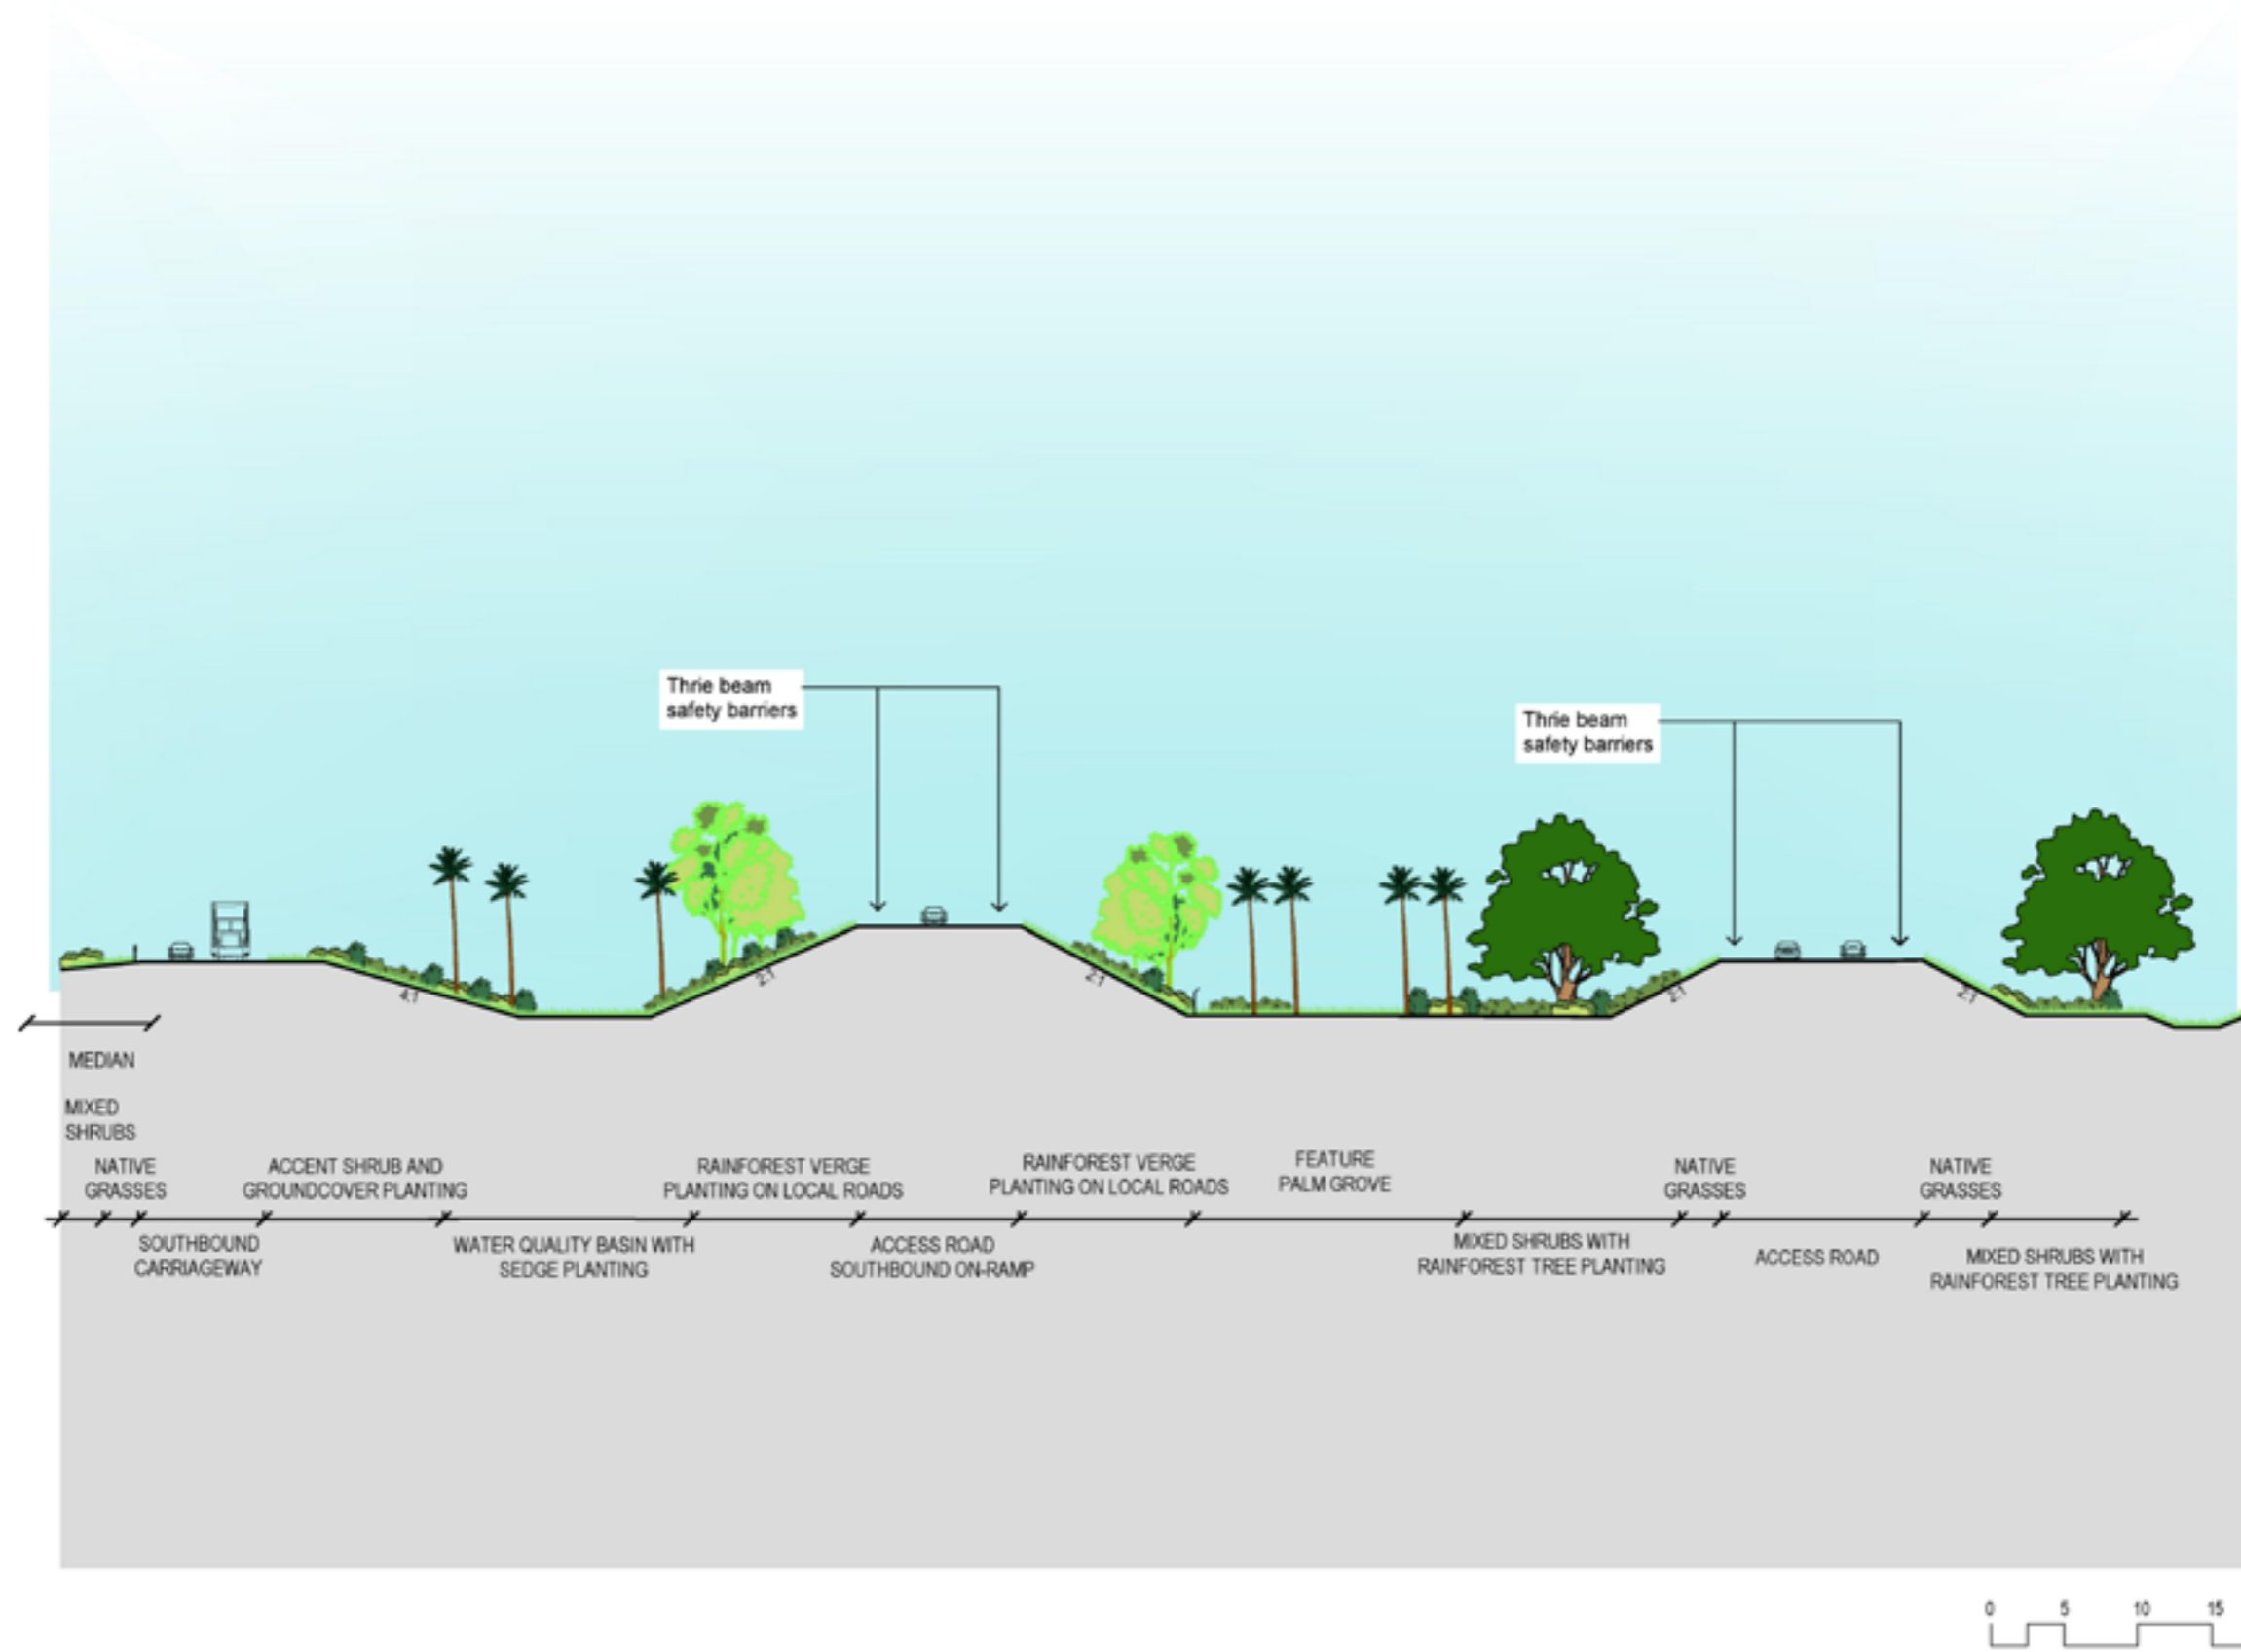 Thrie beam
safety barriers
Thrie beam
safety barriers
4:1
2:1
2:1
2:1
2:1
MEDIAN
MIXED
SHRUBS
NATIVE
GRASSES
ACCENT SHRUB AND
GROUNDCOVER PLANTING
RAINFOREST VERGE
PLANTING ON LOCAL ROADS
RAINFOREST VERGE
PLANTING ON LOCAL ROADS
FEATURE
PALM GROVE
NATIVE
GRASSES
NATIVE
GRASSES
SOUTHBOUND
CARRIAGEWAY
WATER QUALITY BASIN WITH
SEDGE PLANTING
ACCESS ROAD
SOUTHBOUND ON-RAMP
MIXED SHRUBS WITH
RAINFOREST TREE PLANTING
ACCESS ROAD
MIXED SHRUBS WITH
RAINFOREST TREE PLANTING
0 5 10 15